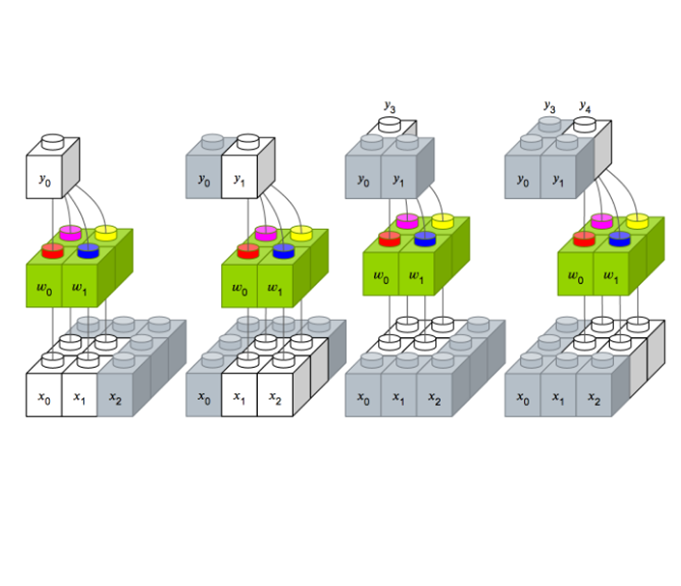 y₃
y₃ y₄
y₀
y₀ y₁
y₀ y₁
y₀ y₁
w₀ w₁
w₀ w₁
w₀ w₁
w₀ w₁
x₀ x₁ x₂
x₀ x₁ x₂
x₀ x₁ x₂
x₀ x₁ x₂